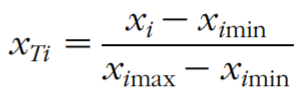 x_{Ti} = \frac{x_i - x_{i\min}}{x_{i\max} - x_{i\min}}